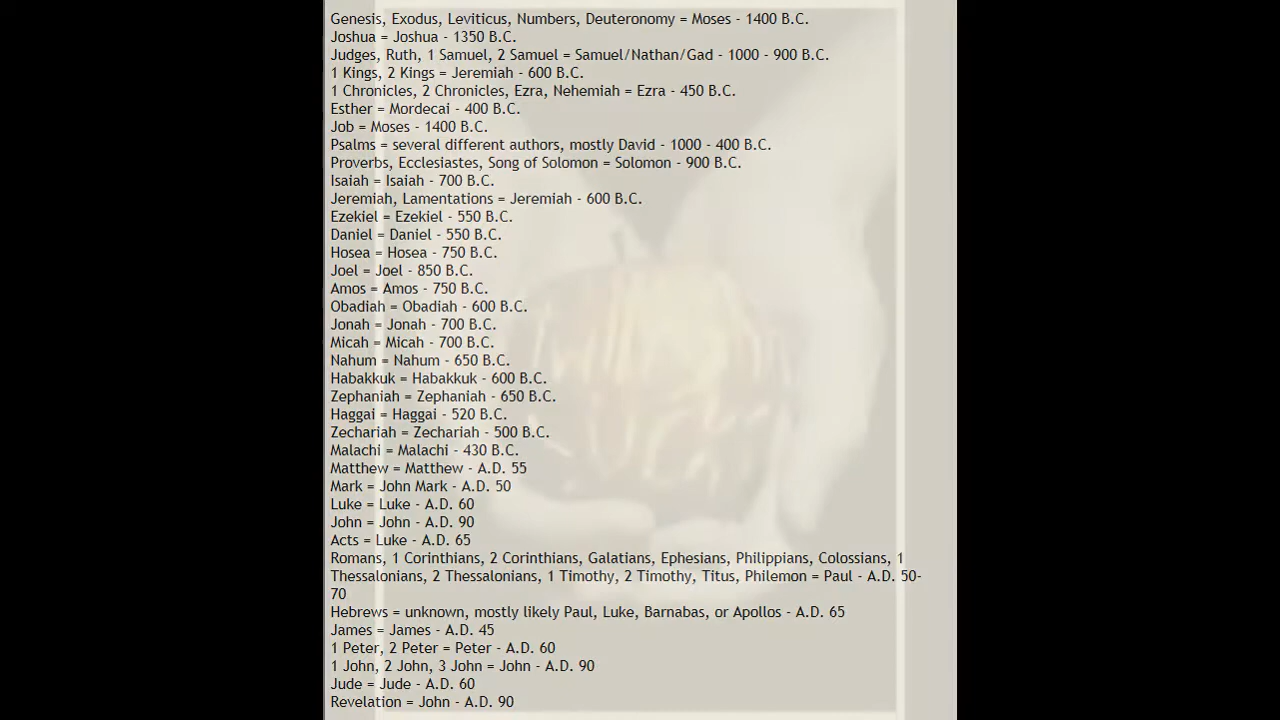 Genesis, Exodus, Leviticus, Numbers, Deuteronomy = Moses - 1400 B.C.
Joshua = Joshua - 1350 B.C.
Judges, Ruth, 1 Samuel, 2 Samuel = Samuel/Nathan/Gad - 1000 - 900 B.C.
1 Kings, 2 Kings = Jeremiah - 600 B.C.
1 Chronicles, 2 Chronicles, Ezra, Nehemiah = Ezra - 450 B.C.
Esther = Mordecai - 400 B.C.
Job = Moses - 1400 B.C.
Psalms = several different authors, mostly David - 1000 - 400 B.C.
Proverbs, Ecclesiastes, Song of Solomon = Solomon - 900 B.C.
Isaiah = Isaiah - 700 B.C.
Jeremiah, Lamentations = Jeremiah - 600 B.C.
Ezekiel = Ezekiel - 550 B.C.
Daniel = Daniel - 550 B.C.
Hosea = Hosea - 750 B.C.
Joel = Joel - 850 B.C.
Amos = Amos - 750 B.C.
Obadiah = Obadiah - 600 B.C.
Jonah = Jonah - 700 B.C.
Micah = Micah - 700 B.C.
Nahum = Nahum - 650 B.C.
Habakkuk = Habakkuk - 600 B.C.
Zephaniah = Zephaniah - 650 B.C.
Haggai = Haggai - 520 B.C.
Zechariah = Zechariah - 500 B.C.
Malachi = Malachi - 430 B.C.
Matthew = Matthew - A.D. 55
Mark = John Mark - A.D. 50
Luke = Luke - A.D. 60
John = John - A.D. 90
Acts = Luke - A.D. 65
Romans, 1 Corinthians, 2 Corinthians, Galatians, Ephesians, Philippians, Colossians, 1
Thessalonians, 2 Thessalonians, 1 Timothy, 2 Timothy, Titus, Philemon = Paul - A.D. 50-
70
Hebrews = unknown, mostly likely Paul, Luke, Barnabas, or Apollos - A.D. 65
James = James - A.D. 45
1 Peter, 2 Peter = Peter - A.D. 60
1 John, 2 John, 3 John = John - A.D. 90
Jude = Jude - A.D. 60
Revelation = John - A.D. 90